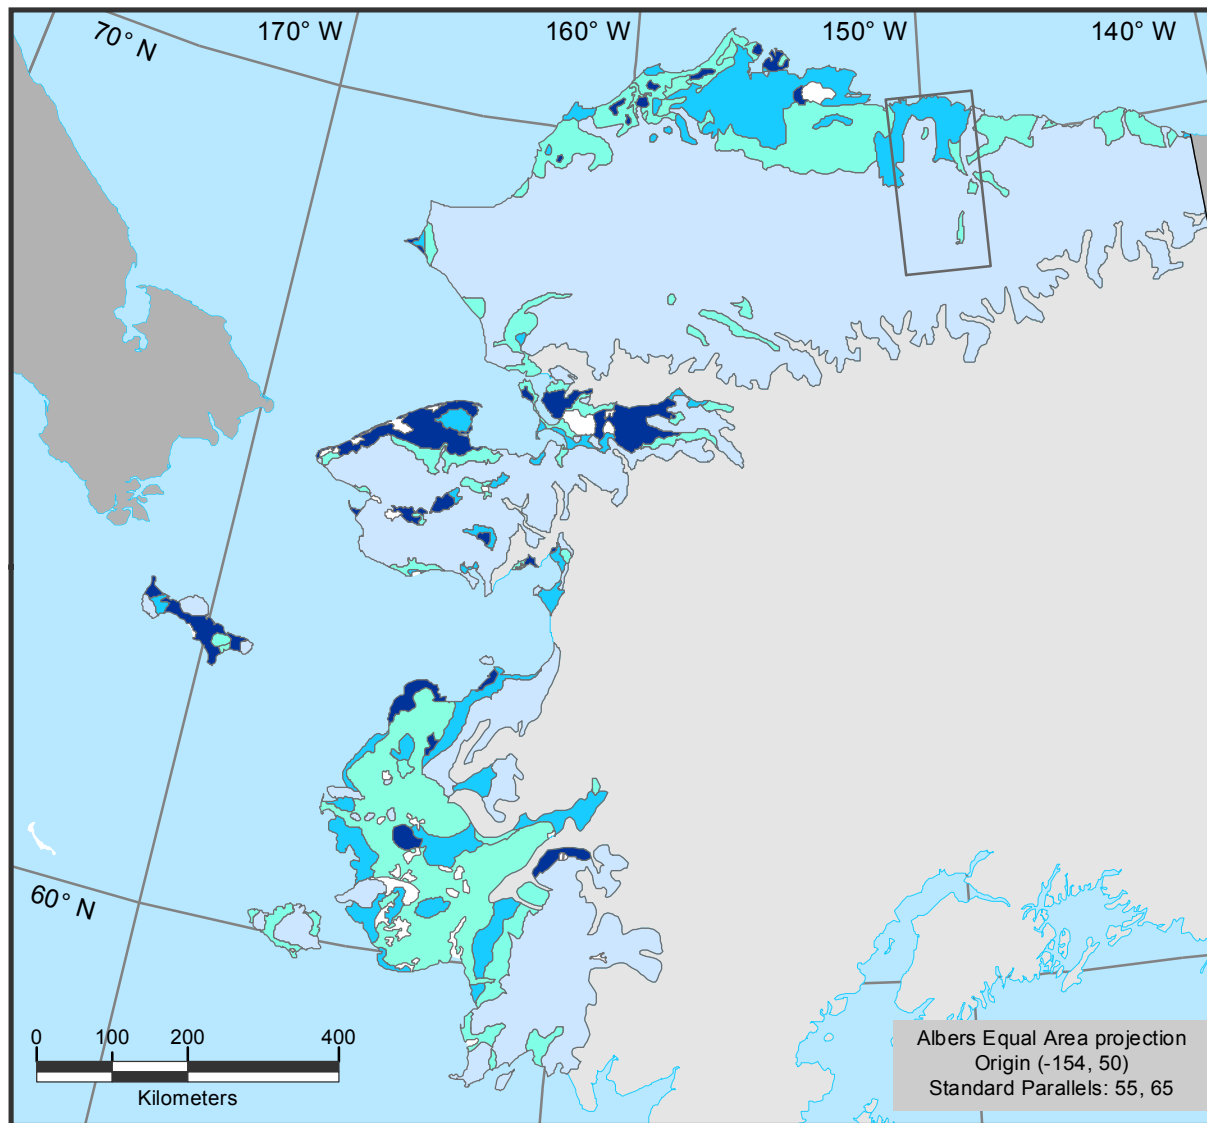 70° N
170° W
160° W
150° W
140° W
60° N
0
100
200
400
Kilometers
Albers Equal Area projection
Origin (-154, 50)
Standard Parallels: 55, 65